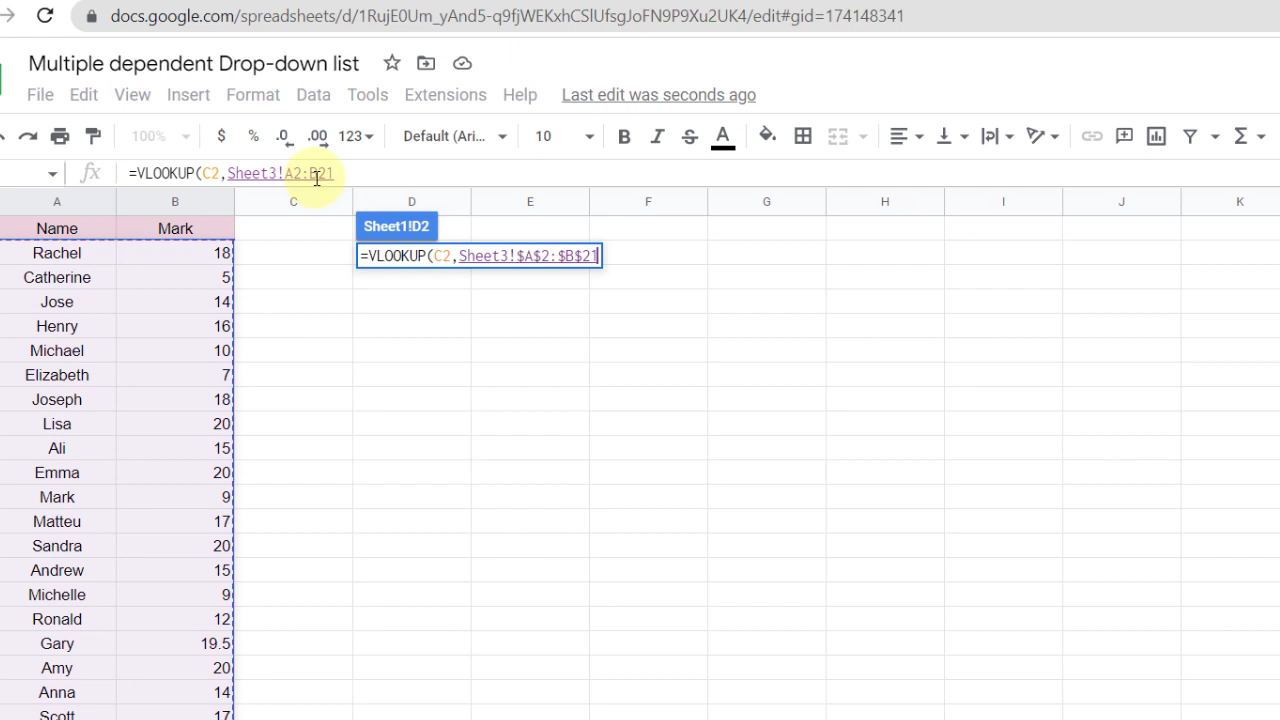 docs.google.com/spreadsheets/d/1RujE0Um_yAnd5-q9fjWEKxhCSlUfsgJoFN9P9Xu2UK4/edit#gid=174148341
Multiple dependent Drop-down list
File Edit View Insert Format Data Tools Extensions Help Last edit was seconds ago
100% $ % .0 .00 123 Default (Ari... 10 B I S A
fx =VLOOKUP(C2,Sheet3!A2:B21
A B C D E F G H I J K
Name Mark Sheet1!D2
Rachel 18 =VLOOKUP(C2,Sheet3!$A$2:$B$21
Catherine 5
Jose 14
Henry 16
Michael 10
Elizabeth 7
Joseph 18
Lisa 20
Ali 15
Emma 20
Mark 9
Matteu 17
Sandra 20
Andrew 15
Michelle 9
Ronald 12
Gary 19.5
Amy 20
Anna 14
Scott 17